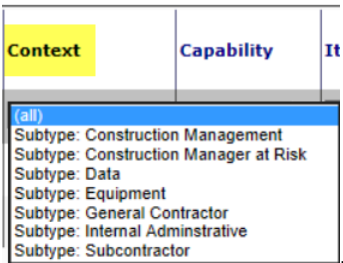 Context Capability It
(all)
Subtype: Construction Management
Subtype: Construction Manager at Risk
Subtype: Data
Subtype: Equipment
Subtype: General Contractor
Subtype: Internal Adminstrative
Subtype: Subcontractor